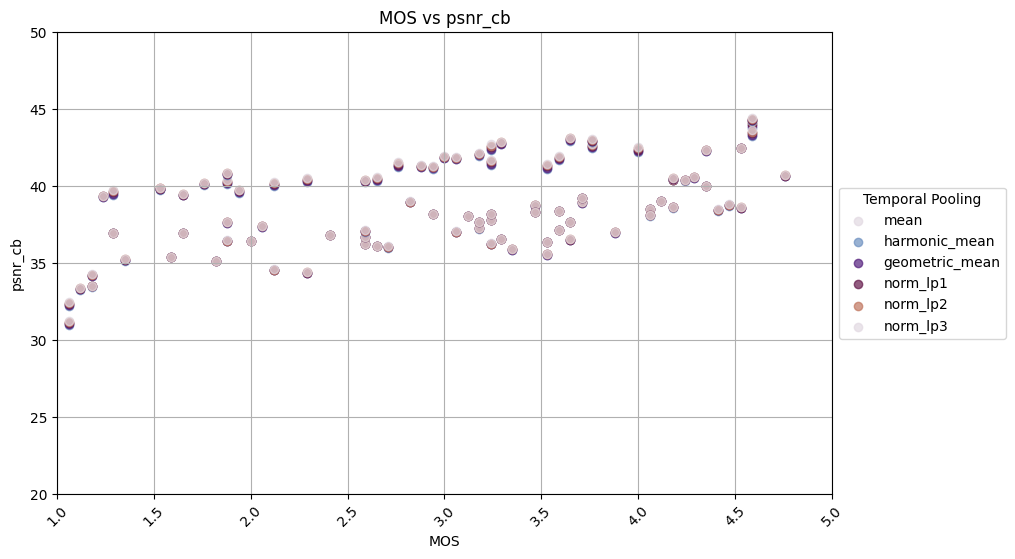 MOS vs psnr_cb
50
45
40
35
30
25
20
psnr_cb
1.0
1.5
2.0
2.5
3.0
3.5
4.0
4.5
5.0
MOS
Temporal Pooling
mean
harmonic_mean
geometric_mean
norm_lp1
norm_lp2
norm_lp3